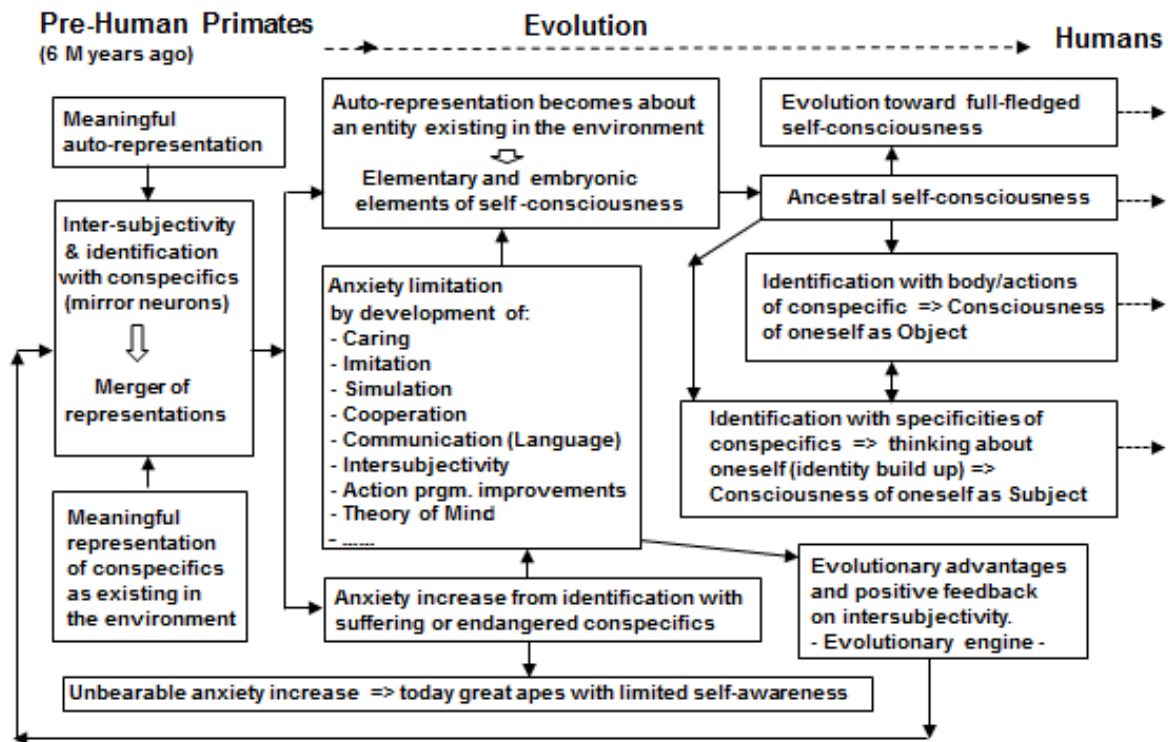 Pre-Human Primates
(6 M years ago)
Evolution
Humans
Meaningful
auto-representation
Inter-subjectivity
& identification
with conspecifics
(mirror neurons)
Merger of
representations
Meaningful
representation
of conspecifics
as existing in
the environment
Auto-representation becomes about
an entity existing in the environment
Elementary and embryonic
elements of self -consciousness
Anxiety limitation
by development of:
- Caring
- Imitation
- Simulation
- Cooperation
- Communication (Language)
- Intersubjectivity
- Action prgm. improvements
- Theory of Mind
- ......
Anxiety increase from identification with
suffering or endangered conspecifics
Unbearable anxiety increase => today great apes with limited self-awareness
Evolution toward full-fledged
self-consciousness
Ancestral self-consciousness
Identification with body/actions
of conspecific => Consciousness
of oneself as Object
Identification with specificities of
conspecifics => thinking about
oneself (identity build up) =>
Consciousness of oneself as Subject
Evolutionary advantages
and positive feedback
on intersubjectivity.
- Evolutionary engine -